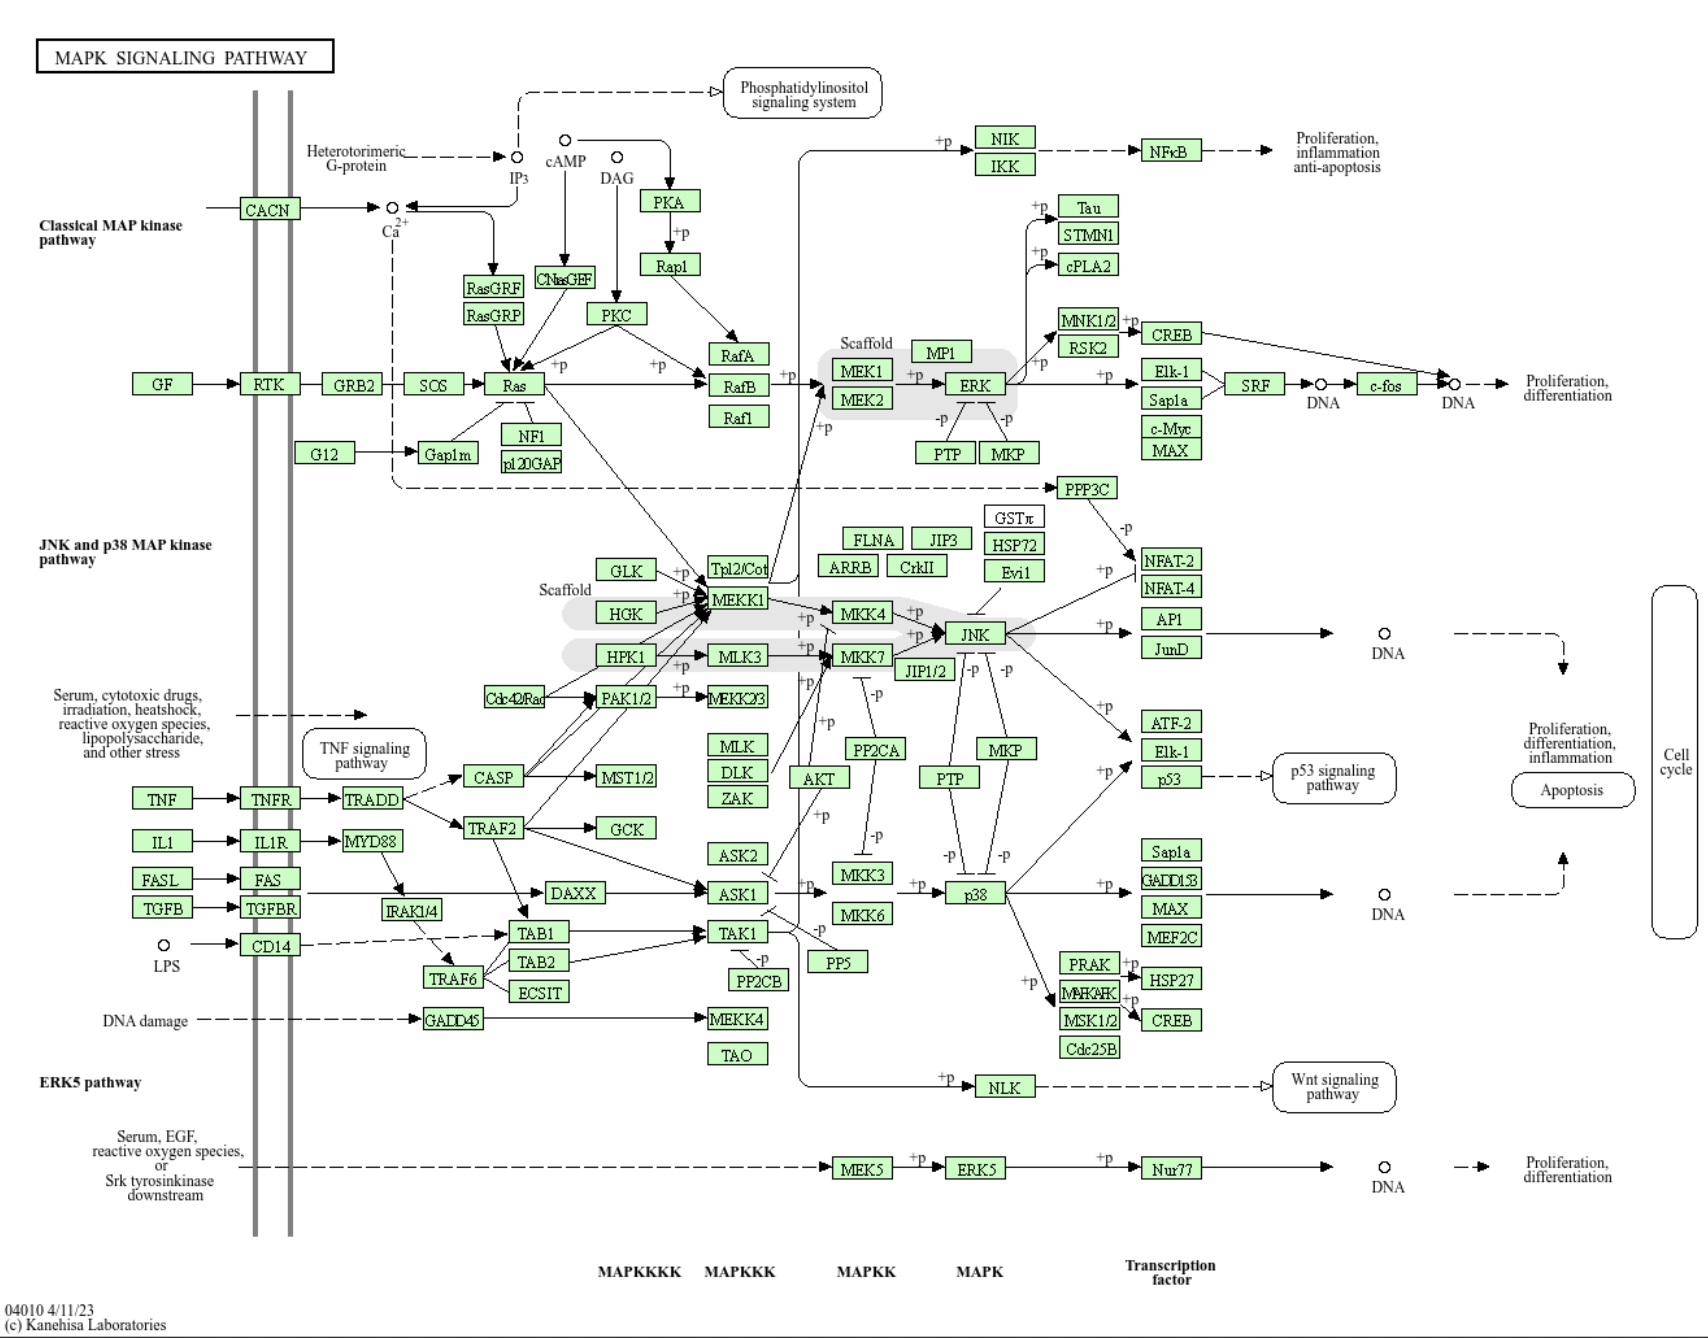 MAPK SIGNALING PATHWAY
Phosphatidylinositol
signaling system
Heterotorimeric
G-protein
IP3
cAMP
DAG
+p
NIK
IKK
NFκB
Proliferation,
inflammation
anti-apoptosis
CACN
Ca2+
PKA
+p
Rap1
Classical MAP kinase
pathway
RasGRF
RasGRP
CNrasGEF
PKC
+p
Tau
STMN1
+p
cPLA2
MNK1/2
RSK2
+p
CREB
Scaffold
MP1
RafA
RafB
Raf1
GF
RTK
GRB2
SOS
Ras
+p
+p
+p
MEK1
MEK2
+p
ERK
+p
+p
Elk-1
Sap1a
c-Myc
MAX
SRF
DNA
c-fos
DNA
Proliferation,
differentiation
G12
Gap1m
NF1
p120GAP
+p
-p
-p
PTP
MKP
PPP3C
-p
JNK and p38 MAP kinase
pathway
GSTπ
HSP72
Evi1
FLNA
JIP3
ARRB
CrkII
NFAT-2
NFAT-4
+p
Scaffold
GLK
+p
Tpl2/Cot
HGK
+p
MEKK1
+p
MKK4
+p
JNK
+p
AP1
JunD
DNA
HPK1
+p
MLK3
+p
MKK7
+p
JIP1/2
-p
-p
Cdc42/Rac
PAK1/2
+p
MEKK2/3
+p
-p
+p
+p
ATF-2
Elk-1
p53
+p
Serum, cytotoxic drugs,
irradiation, heatshock,
reactive oxygen species,
lipopolysaccharide,
and other stress
TNF signaling
pathway
MLK
DLK
ZAK
AKT
PP2CA
PTP
MKP
p53 signaling
pathway
Proliferation,
differentiation,
inflammation
Apoptosis
Cell
cycle
CASP
MST1/2
TNF
TNFR
TRADD
TRAF2
GCK
+p
-p
-p
-p
IL1
IL1R
MYD88
ASK2
MKK3
MKK6
FASL
FAS
DAXX
ASK1
+p
+p
p38
+p
Sap1a
GADD153
MAX
MEF2C
DNA
TGFB
TGFBR
IRAK1/4
LPS
CD14
TAB1
TAB2
ECSIT
TRAF6
TAK1
-p
-p
PP2CB
PP5
+p
PRAK
MAPKAPK
MSK1/2
Cdc25B
+p
+p
HSP27
CREB
DNA damage
GADD45
MEKK4
TAO
ERK5 pathway
+p
NLK
Wnt signaling
pathway
Serum, EGF,
reactive oxygen species,
or
Srk tyrosinkinase
downstream
MEK5
+p
ERK5
+p
Nur77
DNA
Proliferation,
differentiation
MAPKKKK
MAPKKK
MAPKK
MAPK
Transcription
factor
04010 4/11/23
(c) Kanehisa Laboratories